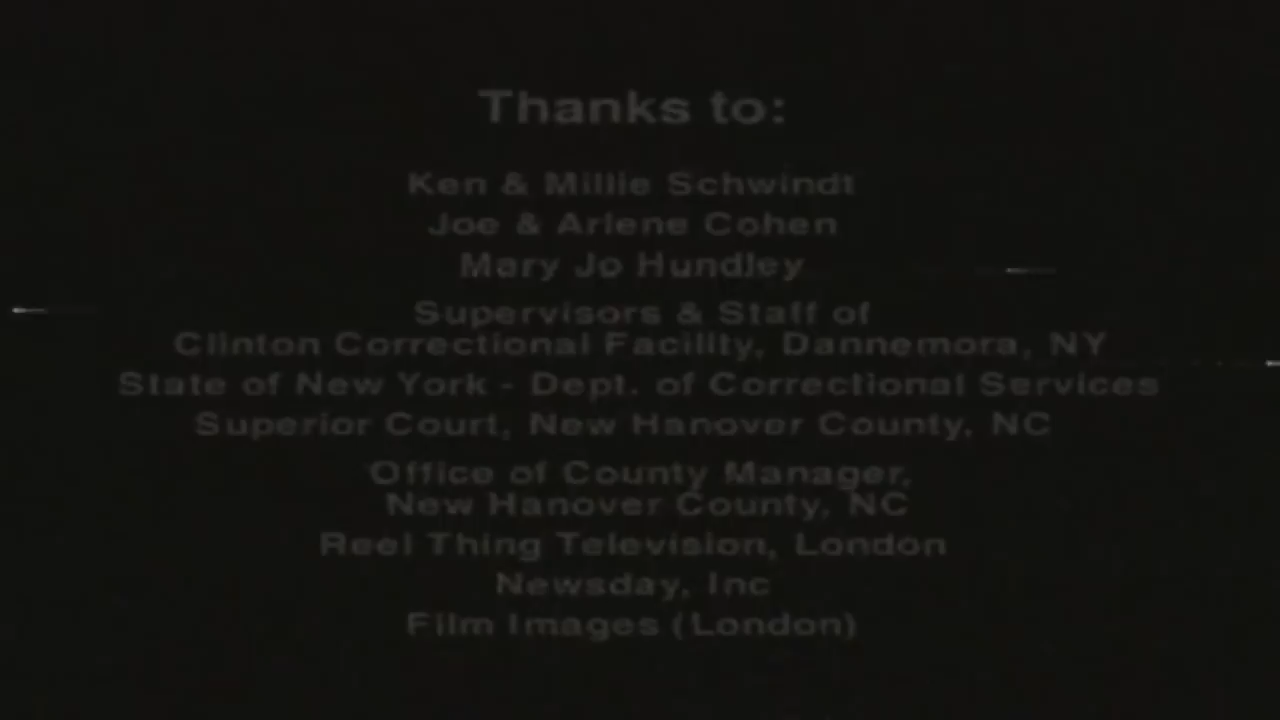 Thanks to:
Ken & Millie Schwindt
Joe & Arlene Cohen
Mary Jo Hundley
Supervisors & Staff of
Clinton Correctional Facility, Dannemora, NY
State of New York - Dept. of Correctional Services
Superior Court, New Hanover County, NC
Office of County Manager,
New Hanover County, NC
Reel Thing Television, London
Newsday, Inc
Film Images (London)